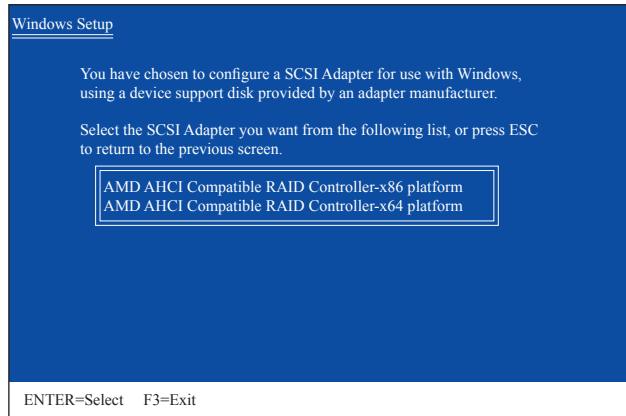 Windows Setup
You have chosen to configure a SCSI Adapter for use with Windows,
using a device support disk provided by an adapter manufacturer.
Select the SCSI Adapter you want from the following list, or press ESC
to return to the previous screen.
AMD AHCI Compatible RAID Controller-x86 platform
AMD AHCI Compatible RAID Controller-x64 platform
ENTER=Select F3=Exit